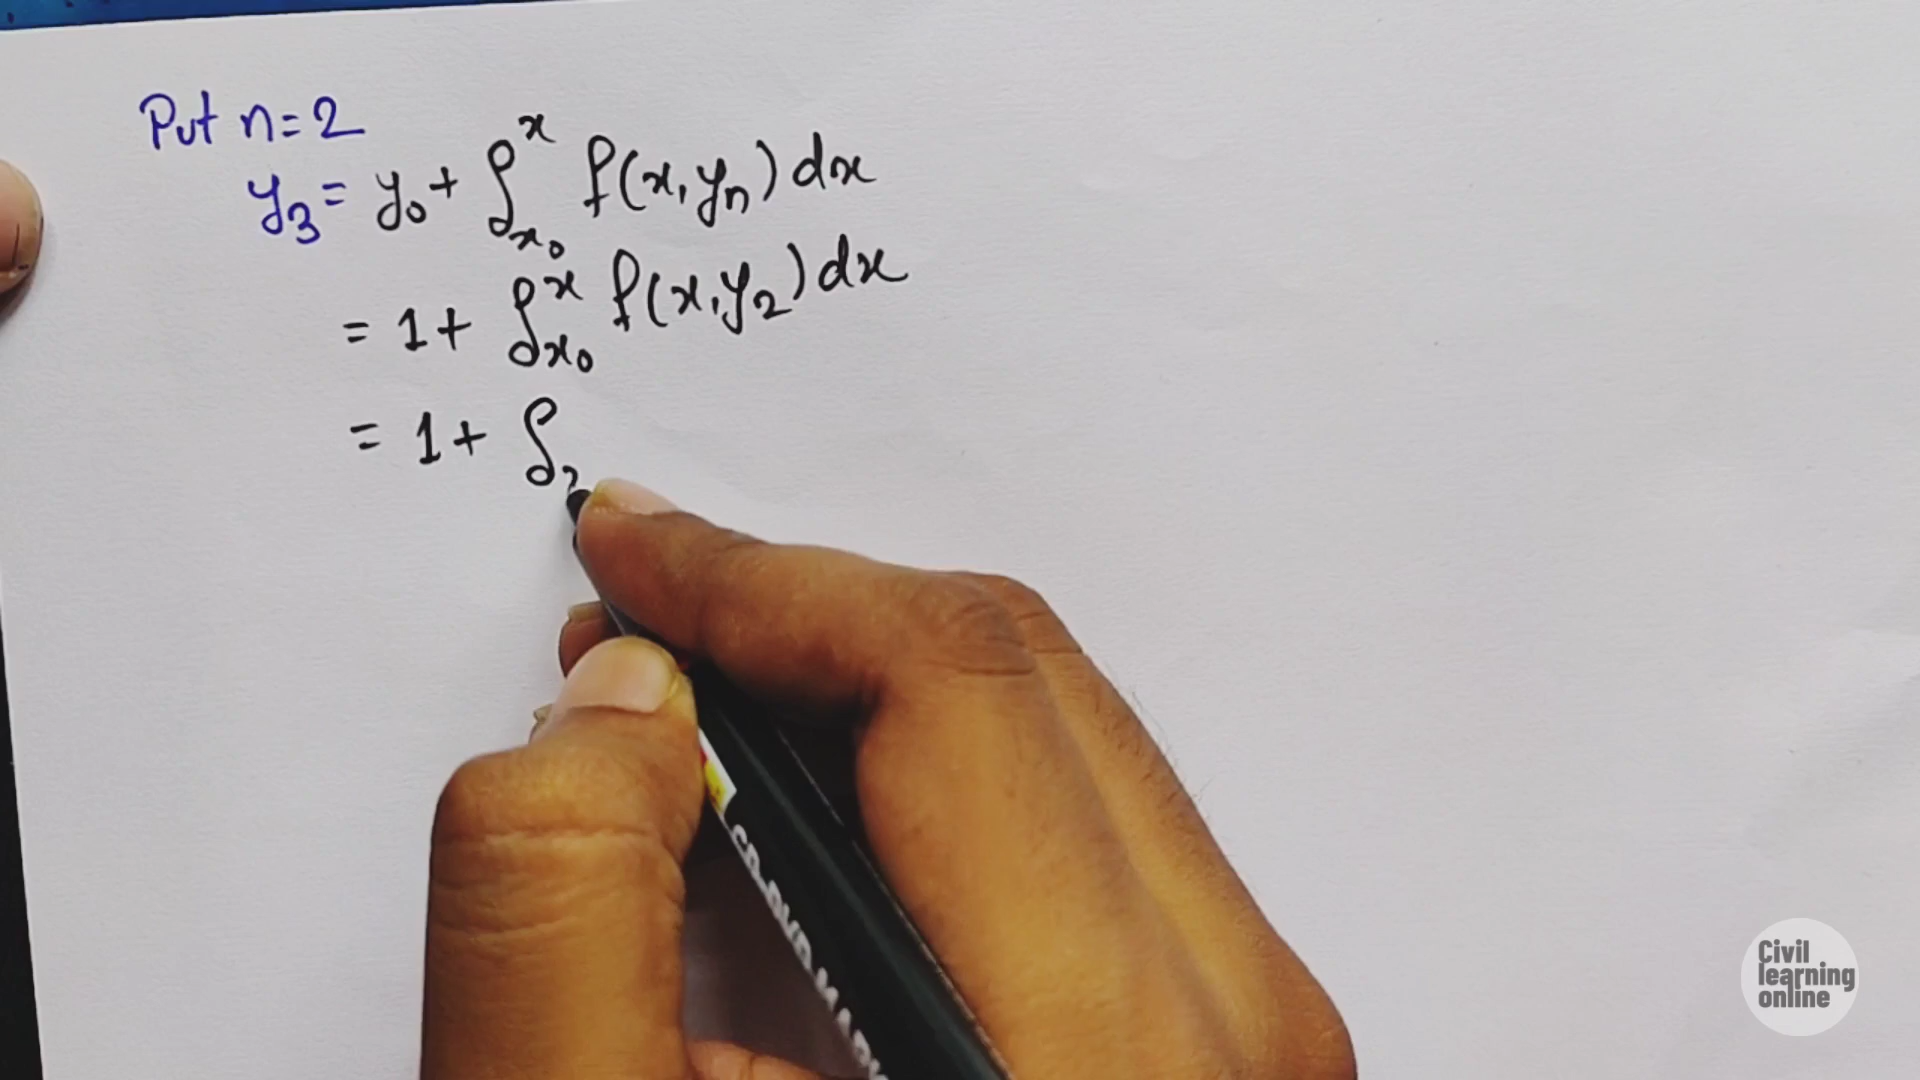 Put n=2
y₃ = y₀ + ∫ₓ₀ˣ f(x, yₙ) dx
= 1 + ∫ₓ₀ˣ f(x, y₂) dx
= 1 + ∫
Civil
learning
online